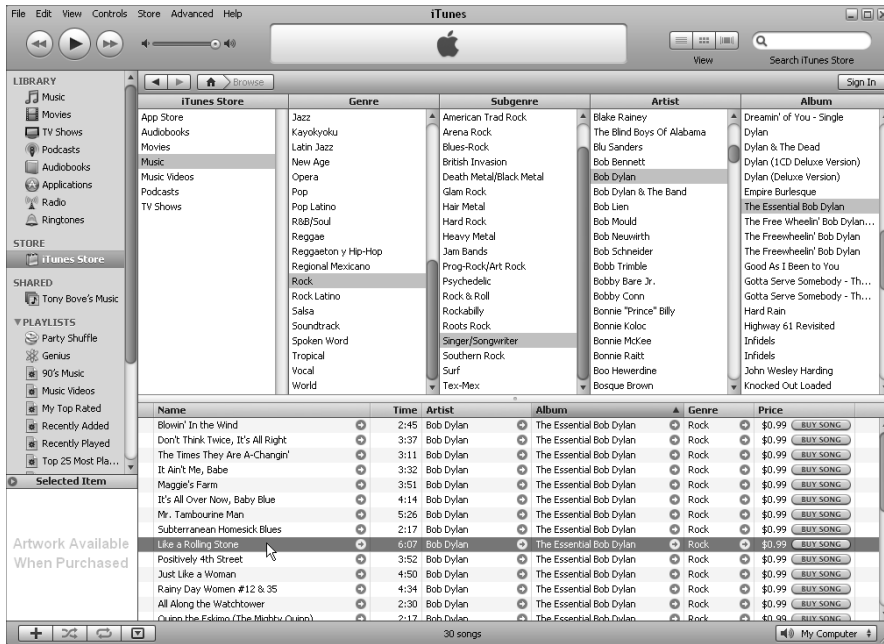 File Edit View Controls Store Advanced Help
iTunes
View
Search iTunes Store
LIBRARY
Music
Movies
TV Shows
Podcasts
Audiobooks
Applications
Radio
Ringtones
STORE
iTunes Store
SHARED
Tony Bove's Music
PLAYLISTS
Party Shuffle
Genius
90's Music
Music Videos
My Top Rated
Recently Added
Recently Played
Top 25 Most Pla...
Selected Item
Artwork Available
When Purchased
Browse
Sign In
iTunes Store
App Store
Audiobooks
Movies
Music
Music Videos
Podcasts
TV Shows
Genre
Jazz
Kayokyoku
Latin Jazz
New Age
Opera
Pop
Pop Latino
R&B/Soul
Reggae
Reggaeton y Hip-Hop
Regional Mexicano
Rock
Rock Latino
Salsa
Soundtrack
Spoken Word
Tropical
Vocal
World
Subgenre
American Trad Rock
Arena Rock
Blues-Rock
British Invasion
Death Metal/Black Metal
Glam Rock
Hair Metal
Hard Rock
Heavy Metal
Jam Bands
Prog-Rock/Art Rock
Psychedelic
Rock & Roll
Rockabilly
Roots Rock
Singer/Songwriter
Southern Rock
Surf
Tex-Mex
Artist
Blake Rainey
The Blind Boys Of Alabama
Blu Sanders
Bob Bennett
Bob Dylan
Bob Dylan & The Band
Bob Lien
Bob Mould
Bob Neuwirth
Bob Schneider
Bobb Trimble
Bobby Bare Jr.
Bobby Conn
Bonnie "Prince" Billy
Bonnie Koloc
Bonnie McKee
Bonnie Raitt
Boo Hewerdine
Bosque Brown
Album
Dreamin' of You - Single
Dylan
Dylan & The Dead
Dylan (1CD Deluxe Version)
Dylan (Deluxe Version)
Empire Burlesque
The Essential Bob Dylan
The Free Wheelin' Bob Dylan...
The Freewheelin' Bob Dylan
The Freewheelin' Bob Dylan
Good As I Been to You
Gotta Serve Somebody - Th...
Gotta Serve Somebody - Th...
Hard Rain
Highway 61 Revisited
Infidels
Infidels
John Wesley Harding
Knocked Out Loaded
Name Time Artist Album Genre Price
Blowin' In the Wind 2:45 Bob Dylan The Essential Bob Dylan Rock $0.99 BUY SONG
Don't Think Twice, It's All Right 3:37 Bob Dylan The Essential Bob Dylan Rock $0.99 BUY SONG
The Times They Are A-Changin' 3:11 Bob Dylan The Essential Bob Dylan Rock $0.99 BUY SONG
It Ain't Me, Babe 3:32 Bob Dylan The Essential Bob Dylan Rock $0.99 BUY SONG
Maggie's Farm 3:51 Bob Dylan The Essential Bob Dylan Rock $0.99 BUY SONG
It's All Over Now, Baby Blue 4:14 Bob Dylan The Essential Bob Dylan Rock $0.99 BUY SONG
Mr. Tambourine Man 5:26 Bob Dylan The Essential Bob Dylan Rock $0.99 BUY SONG
Subterranean Homesick Blues 2:17 Bob Dylan The Essential Bob Dylan Rock $0.99 BUY SONG
Like a Rolling Stone 6:07 Bob Dylan The Essential Bob Dylan Rock $0.99 BUY SONG
Positively 4th Street 3:52 Bob Dylan The Essential Bob Dylan Rock $0.99 BUY SONG
Just Like a Woman 4:50 Bob Dylan The Essential Bob Dylan Rock $0.99 BUY SONG
Rainy Day Women #12 & 35 4:34 Bob Dylan The Essential Bob Dylan Rock $0.99 BUY SONG
All Along the Watchtower 2:30 Bob Dylan The Essential Bob Dylan Rock $0.99 BUY SONG
Quinn the Eskimo (The Mighty Quinn) 2:17 Bob Dylan The Essential Bob Dylan Rock $0.99 BUY SONG
30 songs
My Computer